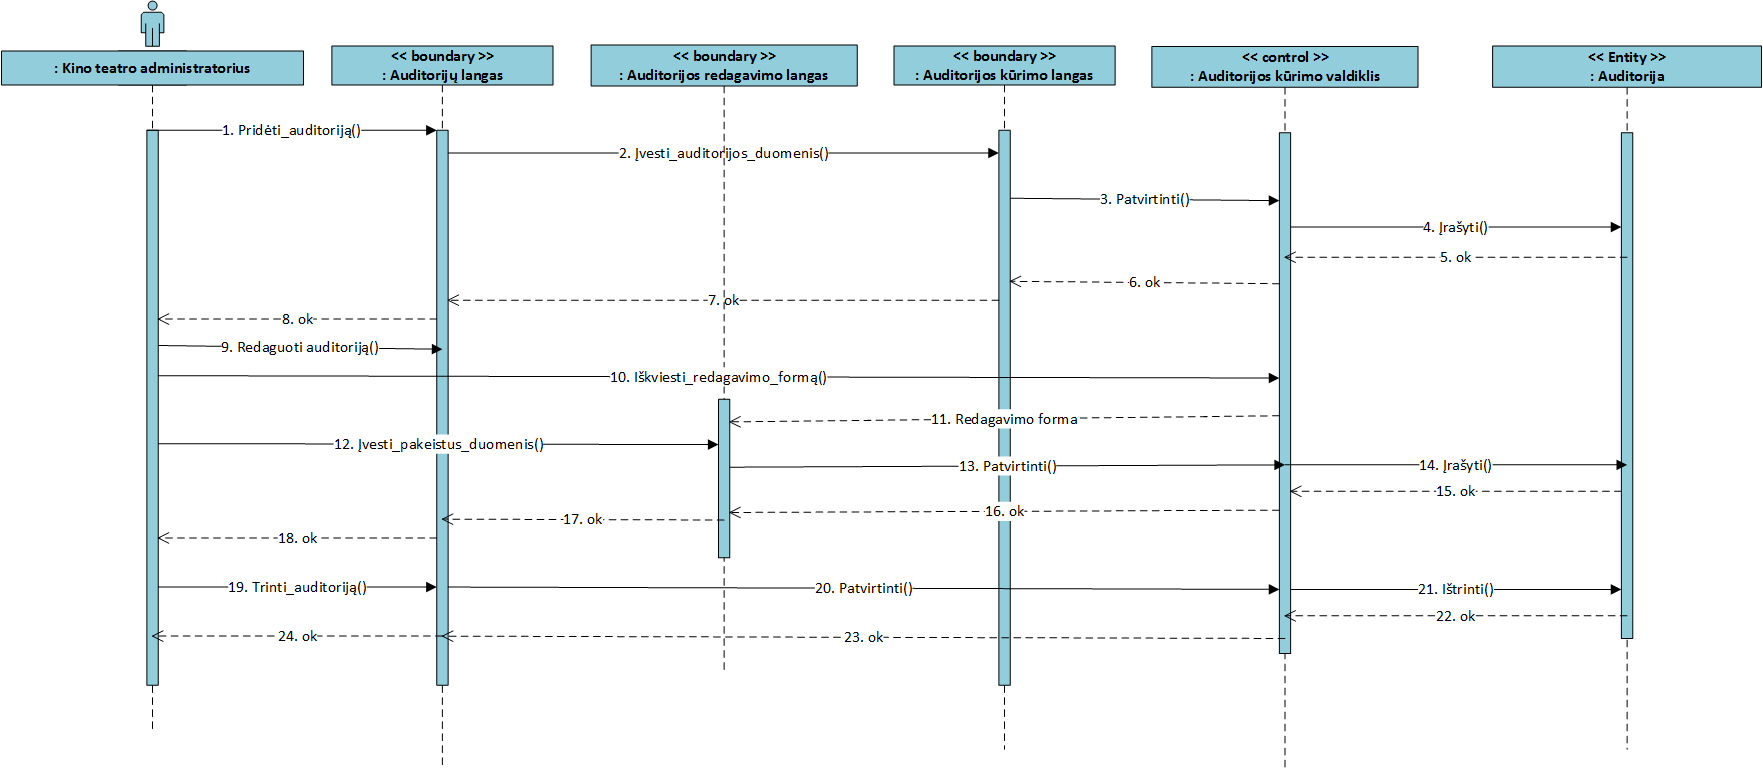 : Kino teatro administratorius
<< boundary >>
: Auditorijų langas
<< boundary >>
: Auditorijos redagavimo langas
<< boundary >>
: Auditorijos kūrimo langas
<< control >>
: Auditorijos kūrimo valdiklis
<< Entity >>
: Auditorija
1. Pridėti_auditoriją()
2. Įvesti_auditorijos_duomenis()
3. Patvirtinti()
4. Įrašyti()
5. ok
6. ok
7. ok
8. ok
9. Redaguoti auditoriją()
10. Iškviesti_redagavimo_formą()
11. Redagavimo forma
12. Įvesti_pakeistus_duomenis()
13. Patvirtinti()
14. Įrašyti()
15. ok
16. ok
17. ok
18. ok
19. Trinti_auditoriją()
20. Patvirtinti()
21. Ištrinti()
22. ok
23. ok
24. ok